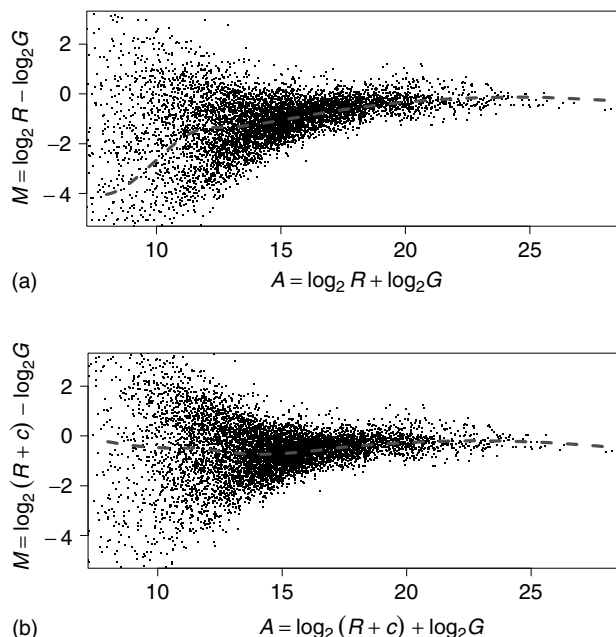 2
0
−2
−4
M = log₂ R − log₂G
10
15
20
25
(a)
A = log₂ R + log₂G
2
0
−2
−4
M = log₂ (R + c) − log₂G
10
15
20
25
(b)
A = log₂ (R + c) + log₂G